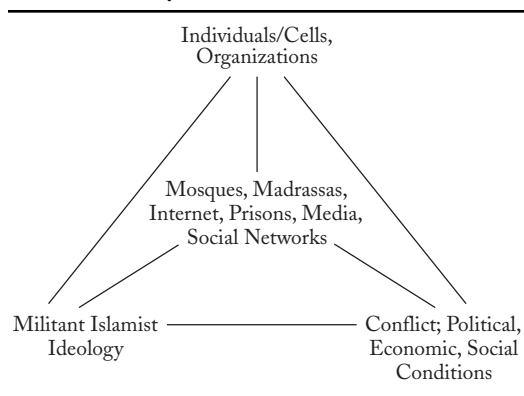 Individuals/Cells,
Organizations
Mosques, Madrassas,
Internet, Prisons, Media,
Social Networks
Militant Islamist
Ideology
Conflict; Political,
Economic, Social
Conditions